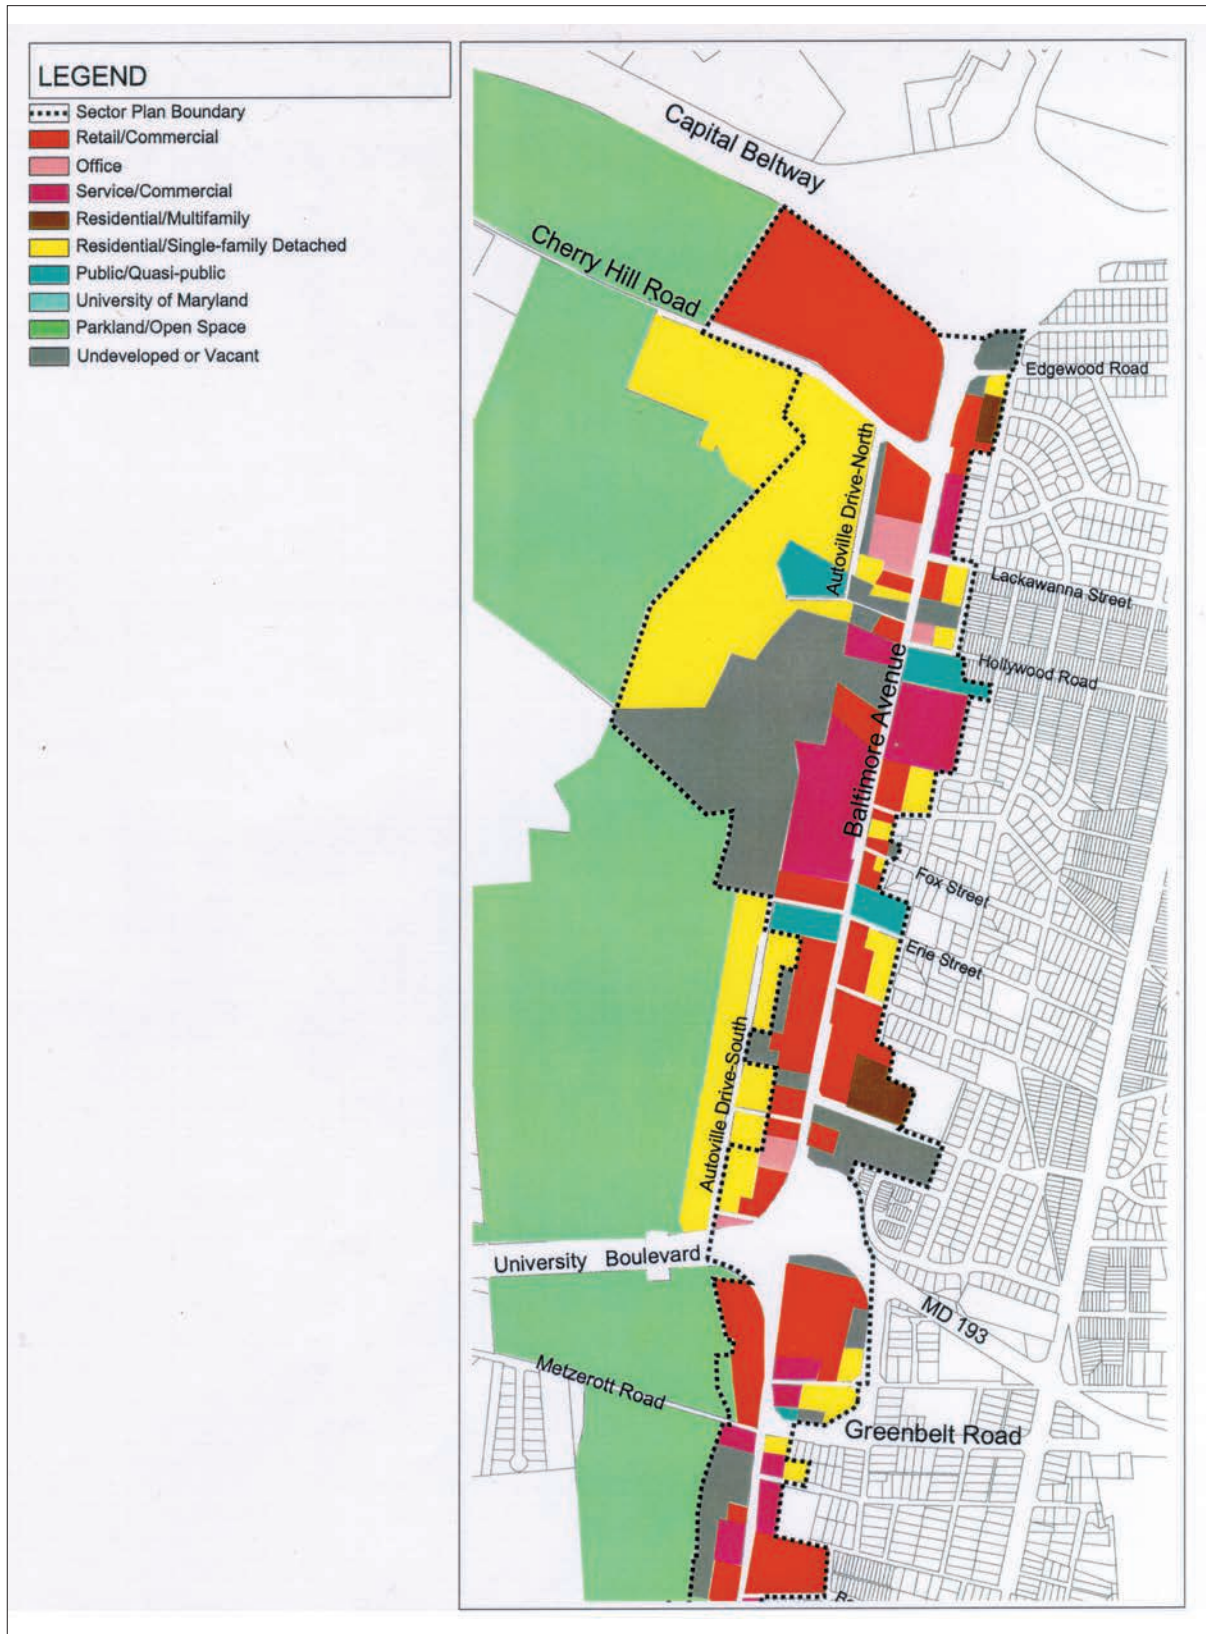 LEGEND
Sector Plan Boundary
Retail/Commercial
Office
Service/Commercial
Residential/Multifamily
Residential/Single-family Detached
Public/Quasi-public
University of Maryland
Parkland/Open Space
Undeveloped or Vacant
Capital Beltway
Cherry Hill Road
Edgewood Road
Autoville Drive-North
Lackawanna Street
Hollywood Road
Baltimore Avenue
Fox Street
Erie Street
Autoville Drive-South
University Boulevard
MD 193
Metzerott Road
Greenbelt Road